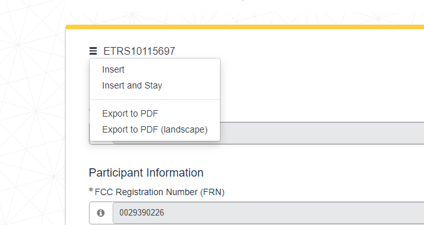 ETRS10115697
Insert
Insert and Stay
Export to PDF
Export to PDF (landscape)
Participant Information
* FCC Registration Number (FRN)
0029390226